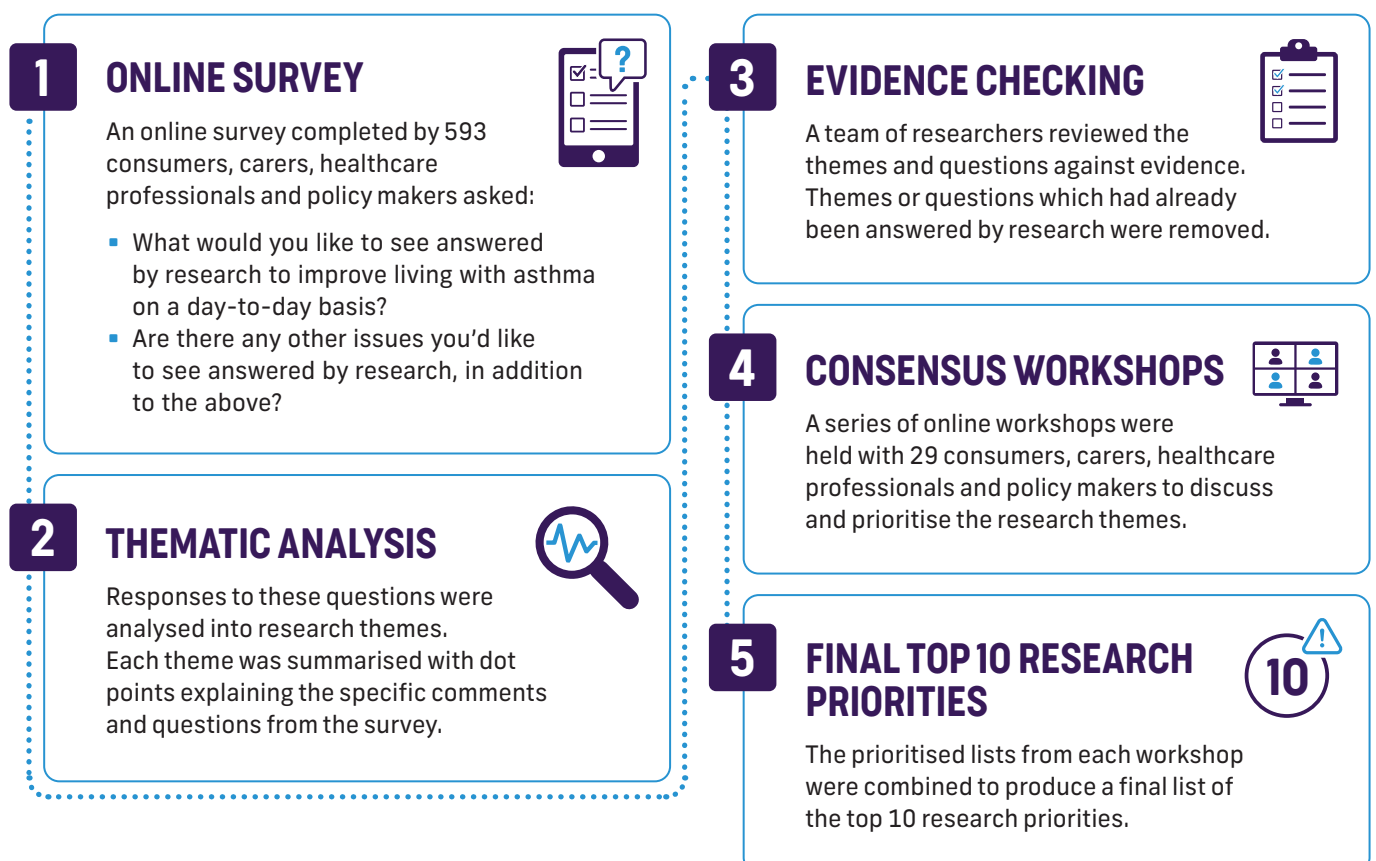 1
ONLINE SURVEY
?
An online survey completed by 593
consumers, carers, healthcare
professionals and policy makers asked:
▪ What would you like to see answered
by research to improve living with asthma
on a day-to-day basis?
▪ Are there any other issues you'd like
to see answered by research, in addition
to the above?
2
THEMATIC ANALYSIS
Responses to these questions were
analysed into research themes.
Each theme was summarised with dot
points explaining the specific comments
and questions from the survey.
3
EVIDENCE CHECKING
A team of researchers reviewed the
themes and questions against evidence.
Themes or questions which had already
been answered by research were removed.
4
CONSENSUS WORKSHOPS
A series of online workshops were
held with 29 consumers, carers, healthcare
professionals and policy makers to discuss
and prioritise the research themes.
5
FINAL TOP 10 RESEARCH
PRIORITIES
10
!
The prioritised lists from each workshop
were combined to produce a final list of
the top 10 research priorities.